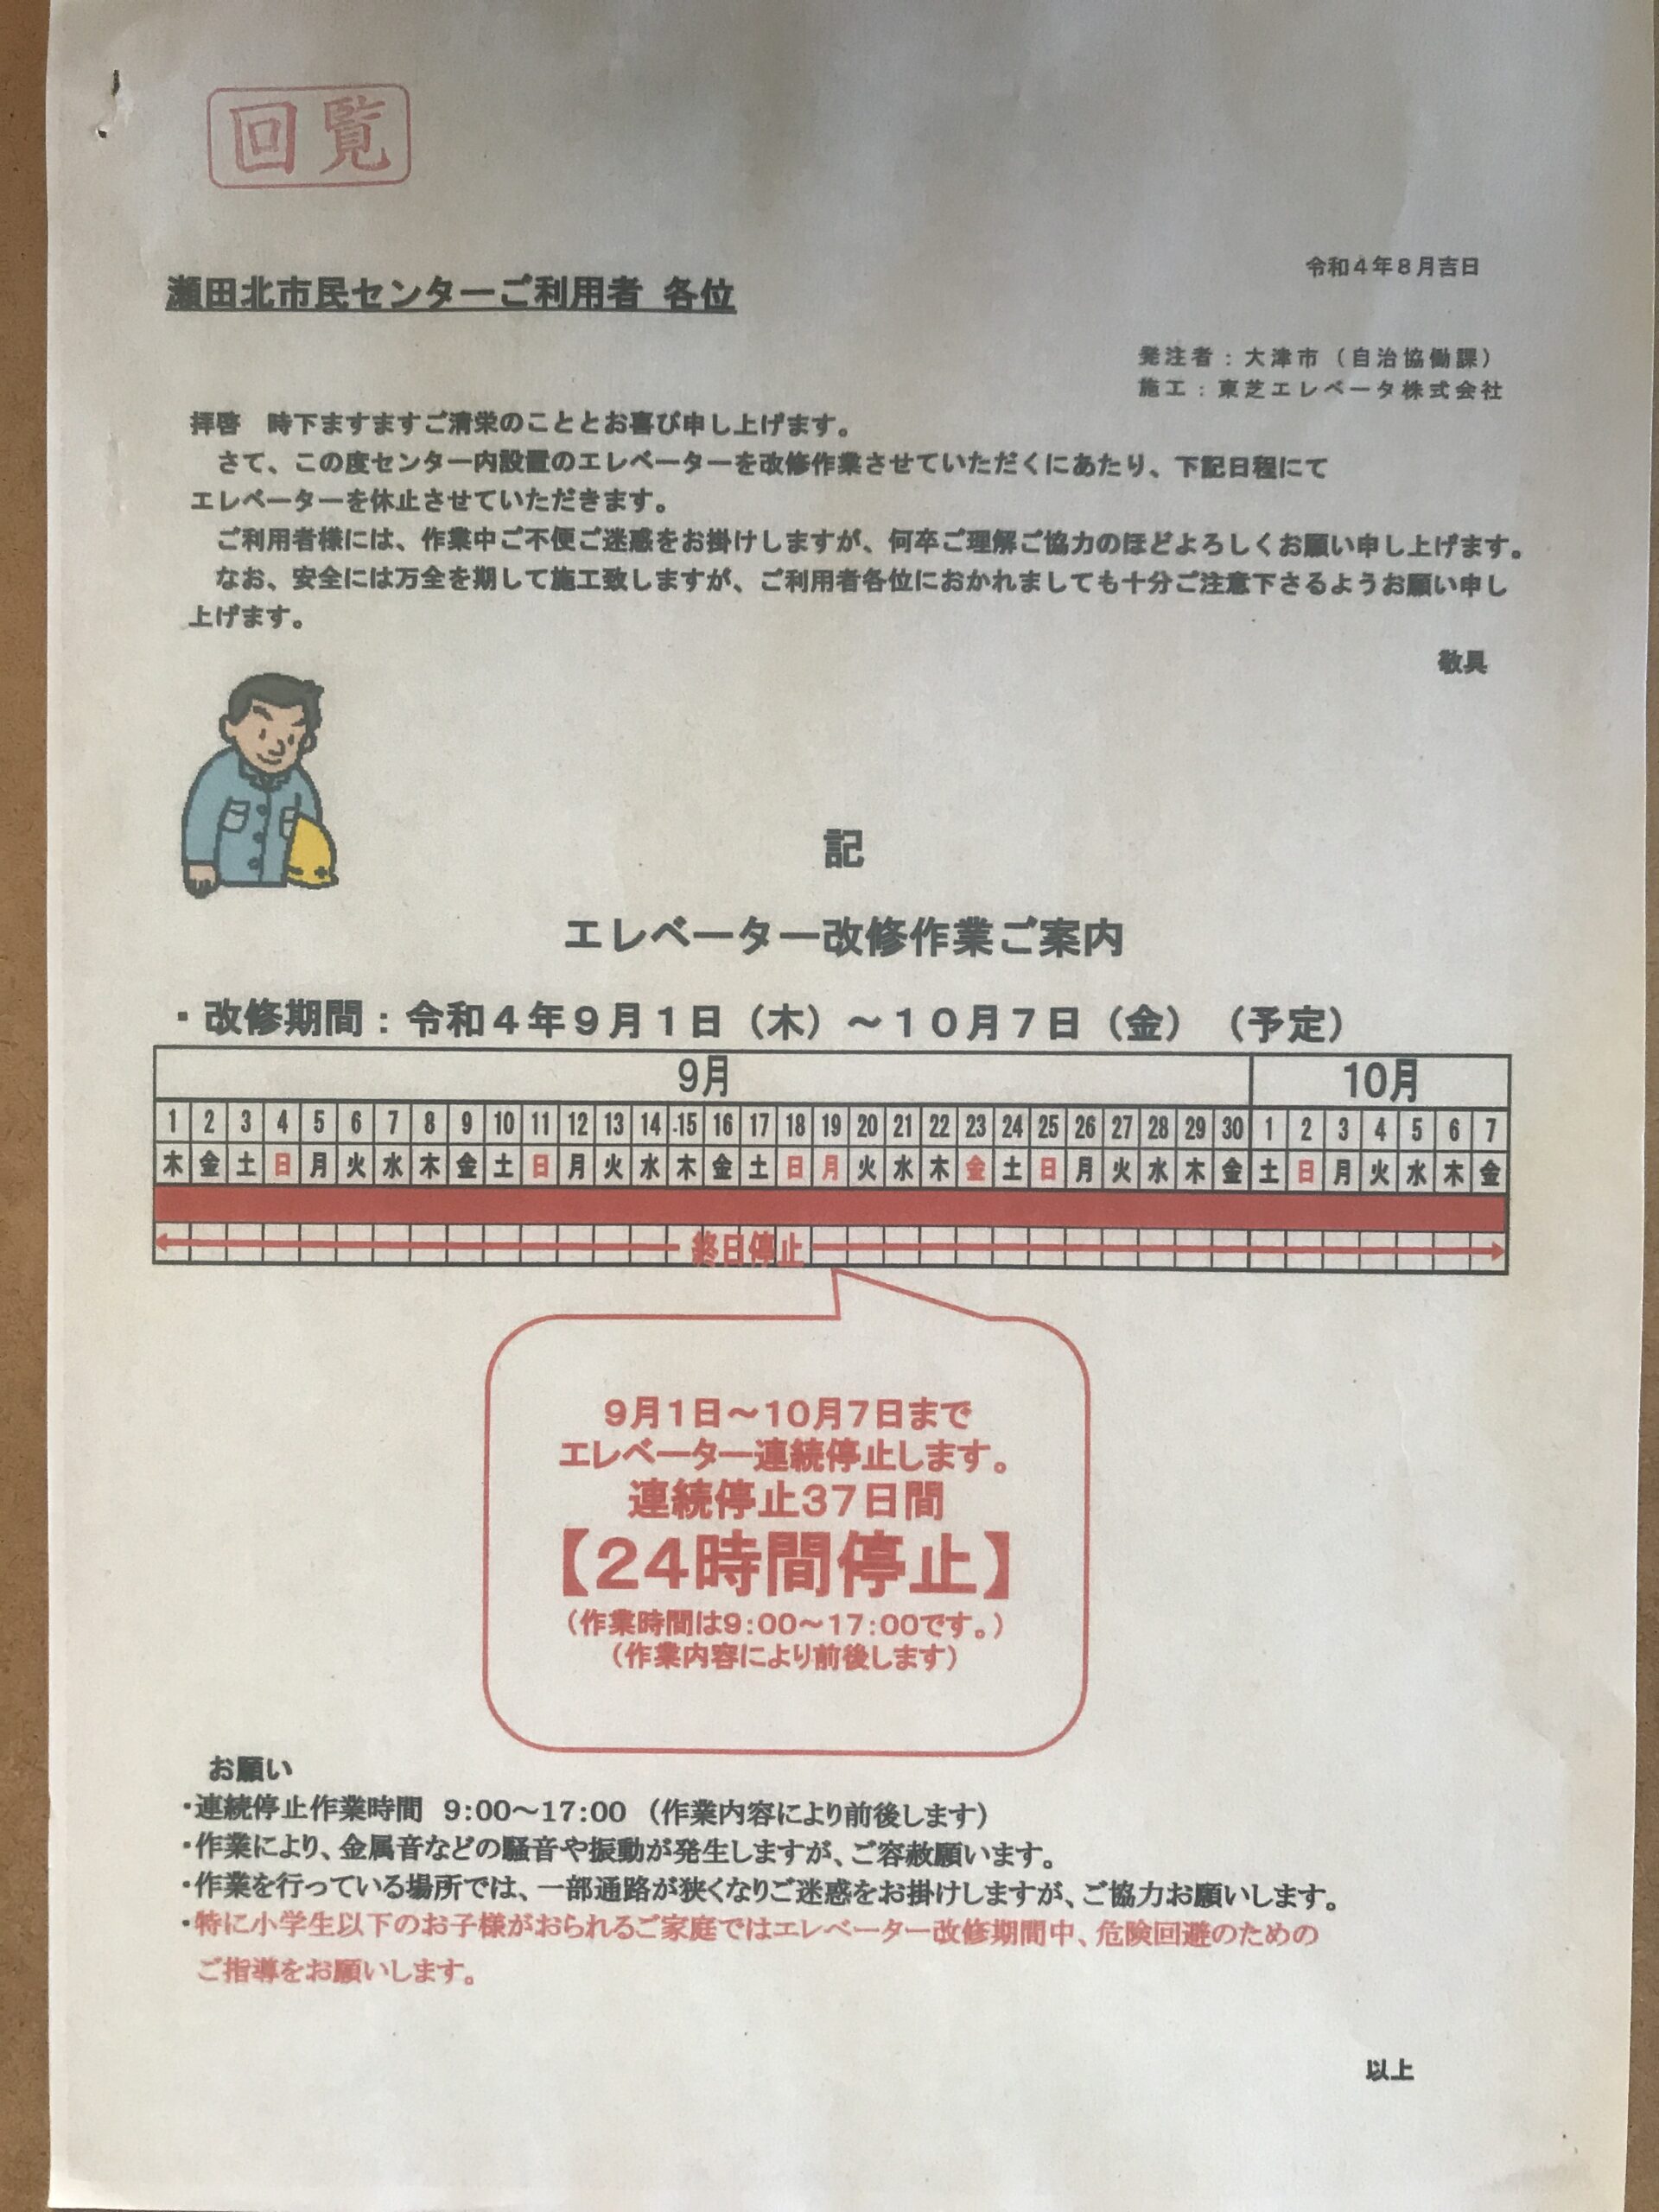 回覧
令和４年８月吉日
瀬田北市民センターご利用者 各位
発注者：大津市（自治協働課）
施工：東芝エレベータ株式会社
拝啓　時下ますますご清栄のこととお喜び申し上げます。
さて、この度センター内設置のエレベーターを改修作業させていただくにあたり、下記日程にて
エレベーターを休止させていただきます。
ご利用者様には、作業中ご不便ご迷惑をお掛けしますが、何卒ご理解ご協力のほどよろしくお願い申し上げます。
なお、安全には万全を期して施工致しますが、ご利用者各位におかれましても十分ご注意下さるようお願い申し
上げます。
敬具
記
エレベーター改修作業ご案内
・改修期間：令和４年９月１日（木）～１０月７日（金）（予定）
9月 10月
1 2 3 4 5 6 7 8 9 10 11 12 13 14 15 16 17 18 19 20 21 22 23 24 25 26 27 28 29 30 1 2 3 4 5 6 7
木 金 土 日 月 火 水 木 金 土 日 月 火 水 木 金 土 日 月 火 水 木 金 土 日 月 火 水 木 金 土 日 月 火 水 木 金
終日停止
9月1日～10月7日まで
エレベーター連続停止します。
連続停止37日間
【24時間停止】
（作業時間は9：00～17：00です。）
（作業内容により前後します）
お願い
・連続停止作業時間　9：00～17：00 （作業内容により前後します）
・作業により、金属音などの騒音や振動が発生しますが、ご容赦願います。
・作業を行っている場所では、一部通路が狭くなりご迷惑をお掛けしますが、ご協力お願いします。
・特に小学生以下のお子様がおられるご家庭ではエレベーター改修期間中、危険回避のための
ご指導をお願いします。
以上